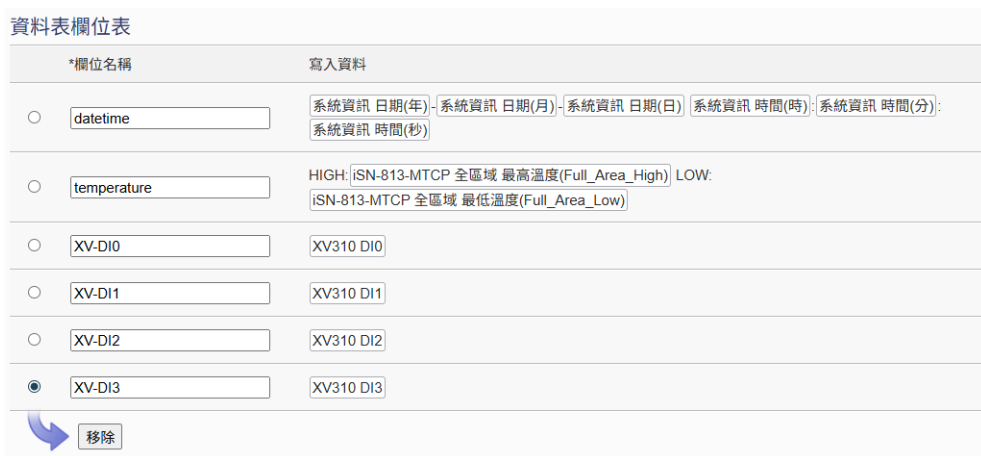 資料表欄位表
*欄位名稱 寫入資料
datetime 系統資訊 日期(年)-系統資訊 日期(月)-系統資訊 日期(日) 系統資訊 時間(時):系統資訊 時間(分):
系統資訊 時間(秒)
temperature HIGH: iSN-813-MTCP 全區域 最高溫度(Full_Area_High) LOW:
iSN-813-MTCP 全區域 最低溫度(Full_Area_Low)
XV-DI0 XV310 DI0
XV-DI1 XV310 DI1
XV-DI2 XV310 DI2
XV-DI3 XV310 DI3
移除